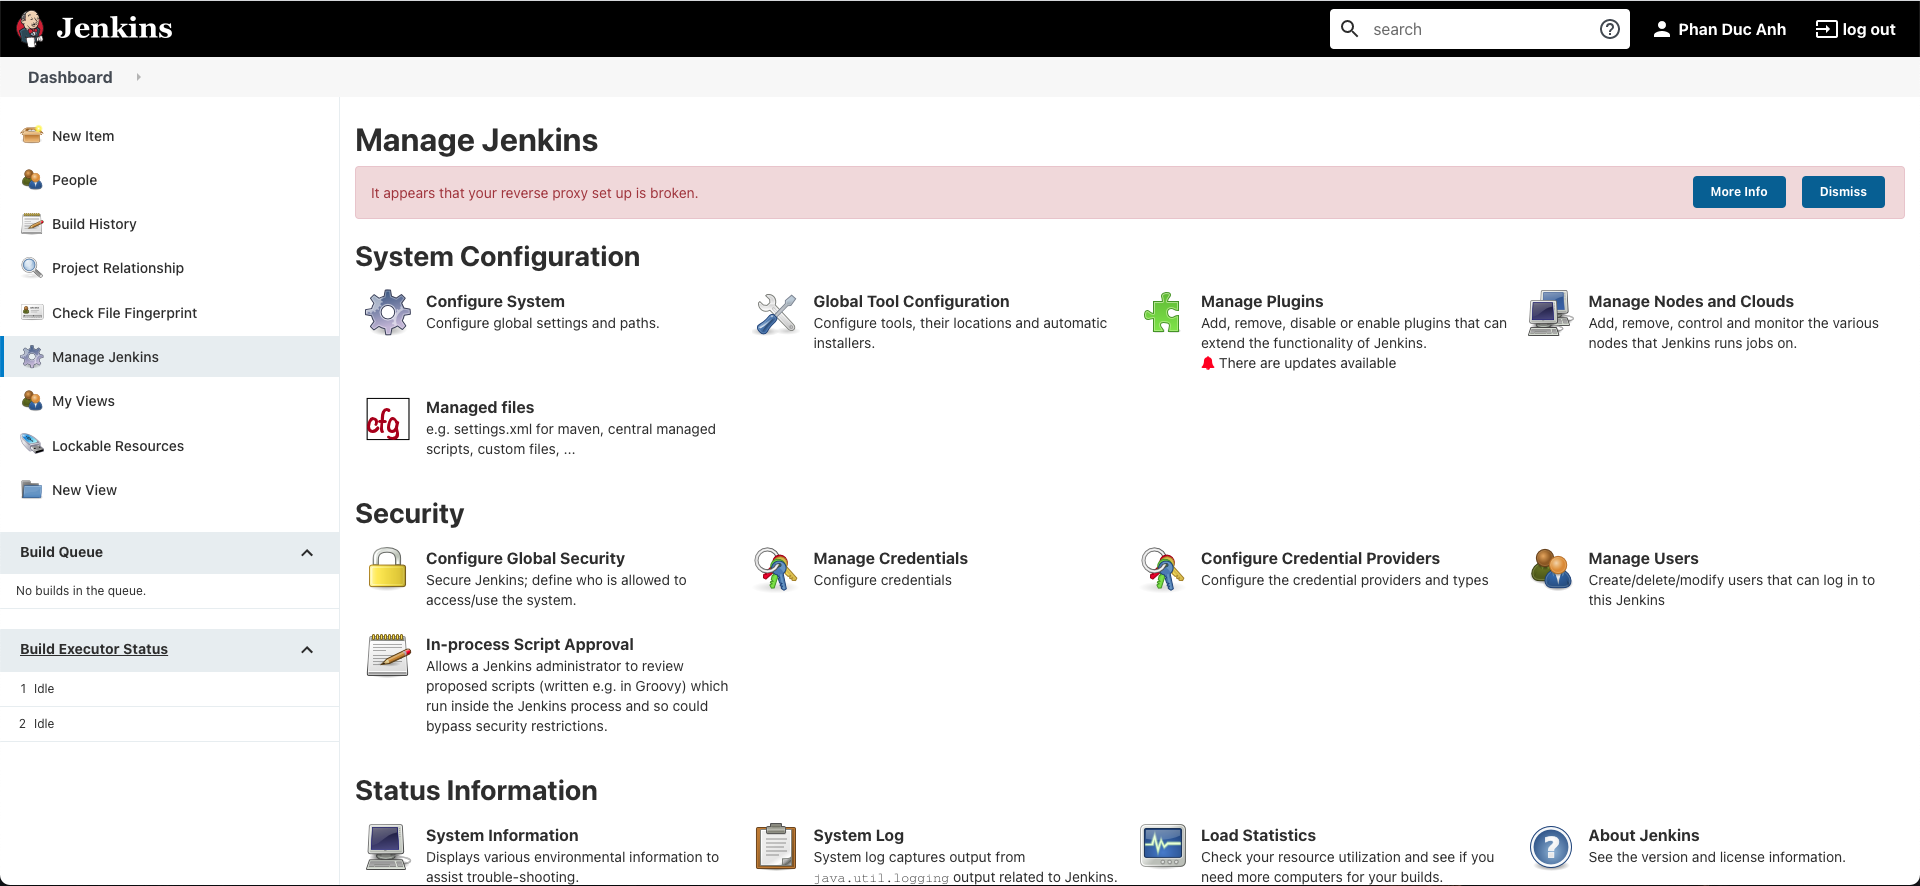 Jenkins
search
Phan Duc Anh
log out
Dashboard
New Item
People
Build History
Project Relationship
Check File Fingerprint
Manage Jenkins
My Views
Lockable Resources
New View
Build Queue
No builds in the queue.
Build Executor Status
1 Idle
2 Idle
Manage Jenkins
It appears that your reverse proxy set up is broken.
More Info
Dismiss
System Configuration
Configure System
Configure global settings and paths.
Global Tool Configuration
Configure tools, their locations and automatic
installers.
Manage Plugins
Add, remove, disable or enable plugins that can
extend the functionality of Jenkins.
There are updates available
Manage Nodes and Clouds
Add, remove, control and monitor the various
nodes that Jenkins runs jobs on.
cfg
Managed files
e.g. settings.xml for maven, central managed
scripts, custom files, ...
Security
Configure Global Security
Secure Jenkins; define who is allowed to
access/use the system.
Manage Credentials
Configure credentials
Configure Credential Providers
Configure the credential providers and types
Manage Users
Create/delete/modify users that can log in to
this Jenkins
In-process Script Approval
Allows a Jenkins administrator to review
proposed scripts (written e.g. in Groovy) which
run inside the Jenkins process and so could
bypass security restrictions.
Status Information
System Information
Displays various environmental information to
assist trouble-shooting.
System Log
System log captures output from
java.util.logging output related to Jenkins.
Load Statistics
Check your resource utilization and see if you
need more computers for your builds.
About Jenkins
See the version and license information.